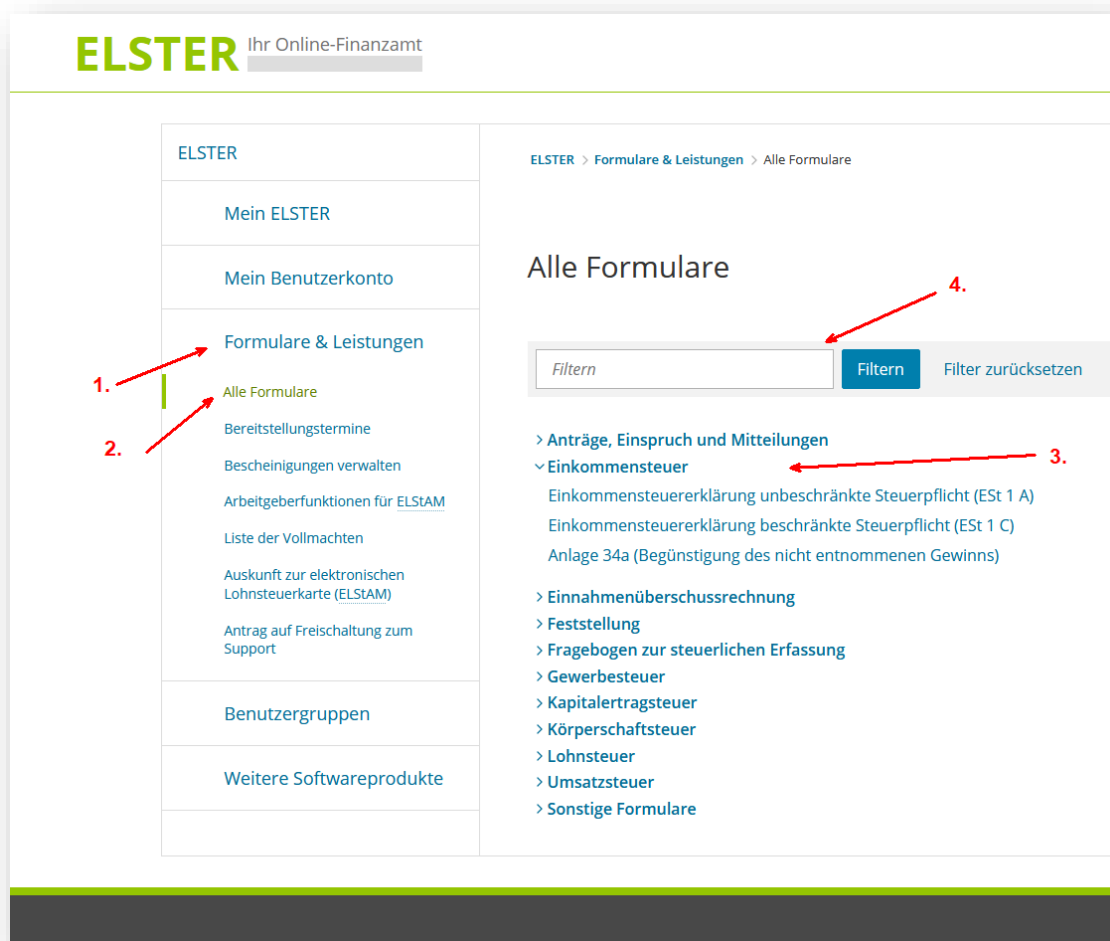 ELSTER Ihr Online-Finanzamt
ELSTER
Mein ELSTER
Mein Benutzerkonto
Formulare & Leistungen
1.
Alle Formulare
2.
Bereitstellungstermine
Bescheinigungen verwalten
Arbeitgeberfunktionen für ELStAM
Liste der Vollmachten
Auskunft zur elektronischen
Lohnsteuerkarte (ELStAM)
Antrag auf Freischaltung zum
Support
Benutzergruppen
Weitere Softwareprodukte
ELSTER > Formulare & Leistungen > Alle Formulare
Alle Formulare
4.
Filtern Filtern Filter zurücksetzen
> Anträge, Einspruch und Mitteilungen
Einkommensteuer
3.
Einkommensteuererklärung unbeschränkte Steuerpflicht (ESt 1 A)
Einkommensteuererklärung beschränkte Steuerpflicht (ESt 1 C)
Anlage 34a (Begünstigung des nicht entnommenen Gewinns)
> Einnahmenüberschussrechnung
> Feststellung
> Fragebogen zur steuerlichen Erfassung
> Gewerbesteuer
> Kapitalertragsteuer
> Körperschaftsteuer
> Lohnsteuer
> Umsatzsteuer
> Sonstige Formulare